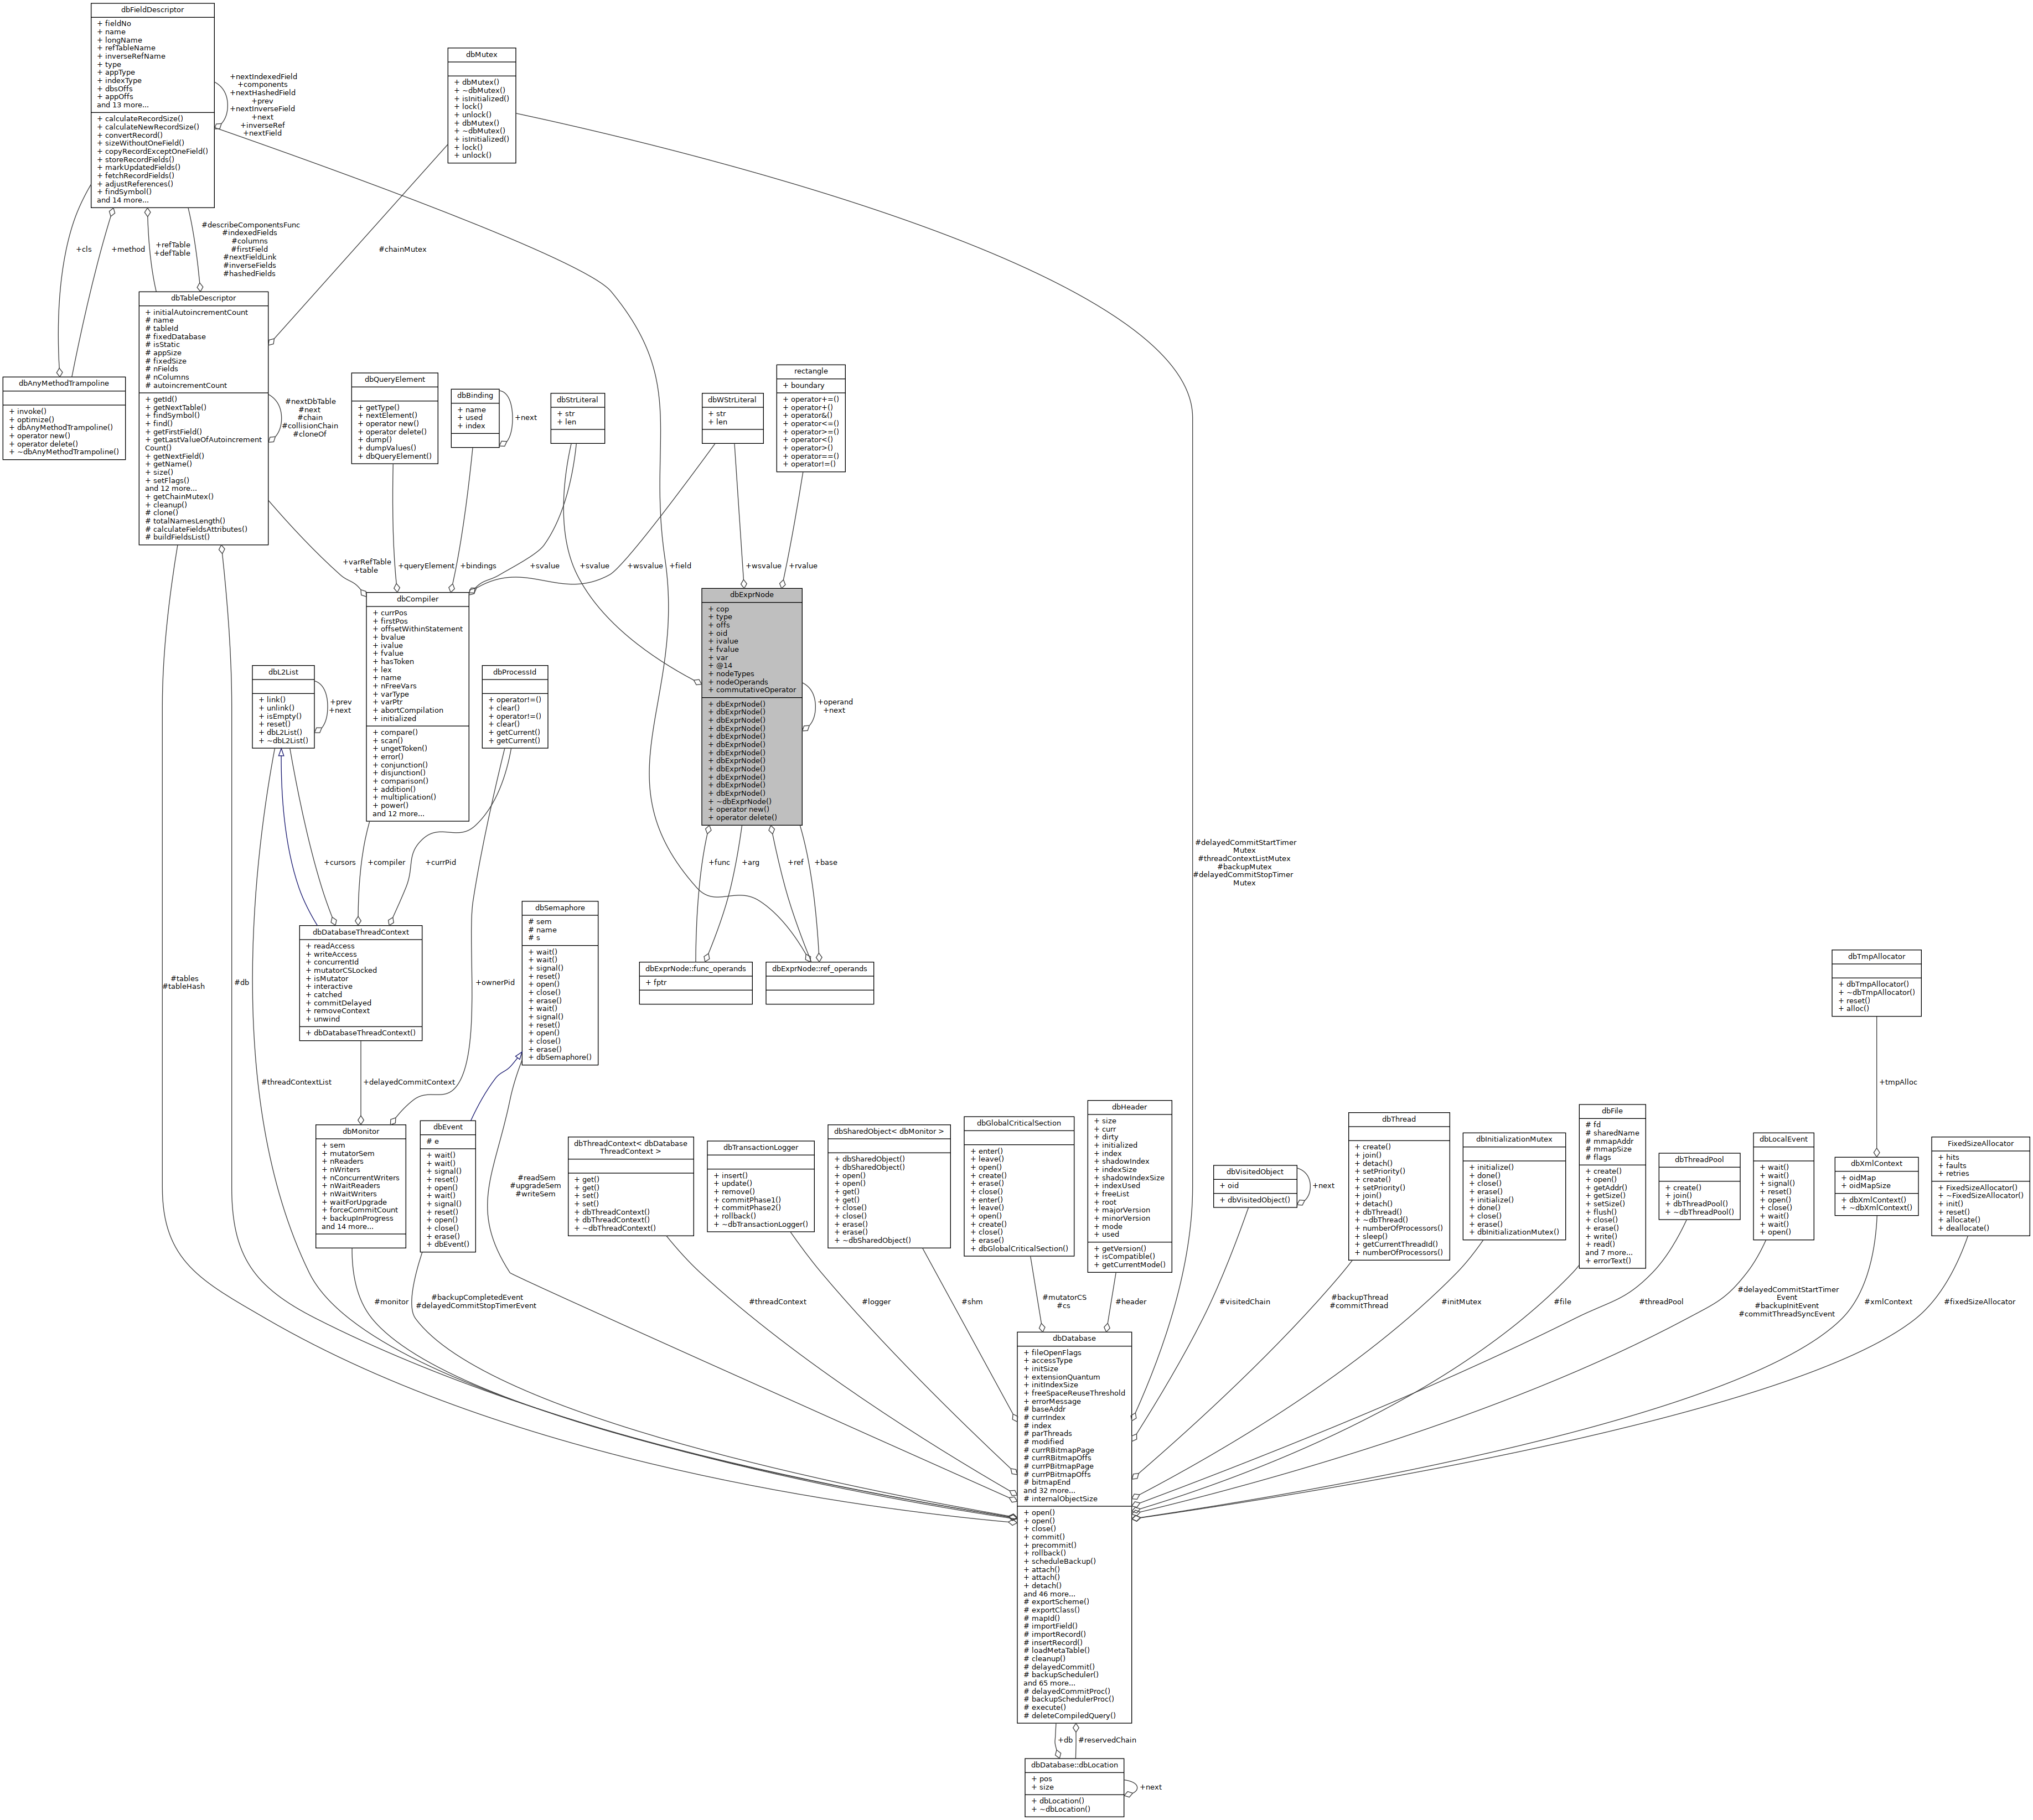 dbFieldDescriptor
+ fieldNo
+ name
+ longName
+ refTableName
+ inverseRefName
+ type
+ appType
+ indexType
+ dbsOffs
+ appOffs
and 13 more...
+ calculateRecordSize()
+ calculateNewRecordSize()
+ convertRecord()
+ sizeWithoutOneField()
+ copyRecordExceptOneField()
+ storeRecordFields()
+ markUpdatedFields()
+ fetchRecordFields()
+ adjustReferences()
+ findSymbol()
and 14 more...
+nextIndexedField
+components
+nextHashedField
+prev
+nextInverseField
+next
+inverseRef
+nextField
dbMutex
+ dbMutex()
+ ~dbMutex()
+ isInitialized()
+ lock()
+ unlock()
+ dbMutex()
+ ~dbMutex()
+ isInitialized()
+ lock()
+ unlock()
+cls
+method
+refTable
+defTable
#describeComponentsFunc
#indexedFields
#columns
#firstField
#nextFieldLink
#inverseFields
#hashedFields
#chainMutex
dbTableDescriptor
+ initialAutoincrementCount
# name
# tableId
# fixedDatabase
# isStatic
# appSize
# fixedSize
# nFields
# nColumns
# autoincrementCount
+ getId()
+ getNextTable()
+ findSymbol()
+ find()
+ getFirstField()
+ getLastValueOfAutoincrement
Count()
+ getNextField()
+ getName()
+ size()
+ setFlags()
and 12 more...
+ getChainMutex()
+ cleanup()
# clone()
# totalNamesLength()
# calculateFieldsAttributes()
# buildFieldsList()
#nextDbTable
#next
#chain
#collisionChain
#cloneOf
dbAnyMethodTrampoline
+ invoke()
+ optimize()
+ dbAnyMethodTrampoline()
+ operator new()
+ operator delete()
+ ~dbAnyMethodTrampoline()
dbQueryElement
+ getType()
+ nextElement()
+ operator new()
+ operator delete()
+ dump()
+ dumpValues()
+ dbQueryElement()
dbBinding
+ name
+ used
+ index
+next
dbStrLiteral
+ str
+ len
dbWStrLiteral
+ str
+ len
rectangle
+ boundary
+ operator+=()
+ operator+()
+ operator&()
+ operator<=()
+ operator>=()
+ operator<()
+ operator>()
+ operator==()
+ operator!=()
+varRefTable
+table
+queryElement
+bindings
+svalue
+svalue
+wsvalue
+field
+wsvalue
+rvalue
dbCompiler
+ currPos
+ firstPos
+ offsetWithinStatement
+ bvalue
+ ivalue
+ fvalue
+ hasToken
+ lex
+ name
+ nFreeVars
+ varType
+ varPtr
+ abortCompilation
+ initialized
+ compare()
+ scan()
+ ungetToken()
+ error()
+ conjunction()
+ disjunction()
+ comparison()
+ addition()
+ multiplication()
+ power()
and 12 more...
dbExprNode
+ cop
+ type
+ offs
+ oid
+ ivalue
+ fvalue
+ var
+ @14
+ nodeTypes
+ nodeOperands
+ commutativeOperator
+ dbExprNode()
+ dbExprNode()
+ dbExprNode()
+ dbExprNode()
+ dbExprNode()
+ dbExprNode()
+ dbExprNode()
+ dbExprNode()
+ dbExprNode()
+ dbExprNode()
+ dbExprNode()
+ dbExprNode()
+ ~dbExprNode()
+ operator new()
+ operator delete()
+operand
+next
dbL2List
+ link()
+ unlink()
+ isEmpty()
+ reset()
+ dbL2List()
+ ~dbL2List()
+prev
+next
dbProcessId
+ operator!=()
+ clear()
+ operator!=()
+ clear()
+ getCurrent()
+ getCurrent()
+cursors
+compiler
+currPid
+func
+arg
+ref
+base
#delayedCommitStartTimer
Mutex
#threadContextListMutex
#backupMutex
#delayedCommitStopTimer
Mutex
dbDatabaseThreadContext
+ readAccess
+ writeAccess
+ concurrentId
+ mutatorCSLocked
+ isMutator
+ interactive
+ catched
+ commitDelayed
+ removeContext
+ unwind
+ dbDatabaseThreadContext()
dbSemaphore
# sem
# name
# s
+ wait()
+ wait()
+ signal()
+ reset()
+ open()
+ close()
+ erase()
+ wait()
+ signal()
+ reset()
+ open()
+ close()
+ erase()
+ dbSemaphore()
dbExprNode::func_operands
+ fptr
dbExprNode::ref_operands
#tables
#tableHash
#db
+ownerPid
dbTmpAllocator
+ dbTmpAllocator()
+ ~dbTmpAllocator()
+ reset()
+ alloc()
#threadContextList
+delayedCommitContext
+tmpAlloc
dbMonitor
+ sem
+ mutatorSem
+ nReaders
+ nWriters
+ nConcurrentWriters
+ nWaitReaders
+ nWaitWriters
+ waitForUpgrade
+ forceCommitCount
+ backupInProgress
and 14 more...
dbEvent
# e
+ wait()
+ wait()
+ signal()
+ reset()
+ open()
+ wait()
+ signal()
+ reset()
+ open()
+ close()
+ erase()
+ dbEvent()
#readSem
#upgradeSem
#writeSem
dbThreadContext< dbDatabase
ThreadContext >
+ get()
+ get()
+ set()
+ set()
+ dbThreadContext()
+ dbThreadContext()
+ ~dbThreadContext()
dbTransactionLogger
+ insert()
+ update()
+ remove()
+ commitPhase1()
+ commitPhase2()
+ rollback()
+ ~dbTransactionLogger()
dbSharedObject< dbMonitor >
+ dbSharedObject()
+ dbSharedObject()
+ open()
+ open()
+ get()
+ get()
+ close()
+ close()
+ erase()
+ erase()
+ ~dbSharedObject()
dbGlobalCriticalSection
+ enter()
+ leave()
+ open()
+ create()
+ erase()
+ close()
+ enter()
+ leave()
+ open()
+ create()
+ close()
+ erase()
+ dbGlobalCriticalSection()
dbHeader
+ size
+ curr
+ dirty
+ initialized
+ index
+ shadowIndex
+ indexSize
+ shadowIndexSize
+ indexUsed
+ freeList
+ root
+ majorVersion
+ minorVersion
+ mode
+ used
+ getVersion()
+ isCompatible()
+ getCurrentMode()
dbVisitedObject
+ oid
+ dbVisitedObject()
+next
dbThread
+ create()
+ join()
+ detach()
+ setPriority()
+ create()
+ setPriority()
+ join()
+ detach()
+ dbThread()
+ ~dbThread()
+ numberOfProcessors()
+ sleep()
+ getCurrentThreadId()
+ numberOfProcessors()
dbInitializationMutex
+ initialize()
+ done()
+ close()
+ erase()
+ initialize()
+ done()
+ close()
+ erase()
+ dbInitializationMutex()
dbFile
# fd
# sharedName
# mmapAddr
# mmapSize
# flags
+ create()
+ open()
+ getAddr()
+ getSize()
+ setSize()
+ flush()
+ close()
+ erase()
+ write()
+ read()
and 7 more...
+ errorText()
dbThreadPool
+ create()
+ join()
+ dbThreadPool()
+ ~dbThreadPool()
dbLocalEvent
+ wait()
+ wait()
+ signal()
+ reset()
+ open()
+ close()
+ wait()
+ wait()
+ open()
dbXmlContext
+ oidMap
+ oidMapSize
+ dbXmlContext()
+ ~dbXmlContext()
FixedSizeAllocator
+ hits
+ faults
+ retries
+ FixedSizeAllocator()
+ ~FixedSizeAllocator()
+ init()
+ reset()
+ allocate()
+ deallocate()
#monitor
#backupCompletedEvent
#delayedCommitStopTimerEvent
#threadContext
#logger
#shm
#mutatorCS
#cs
#header
#visitedChain
#backupThread
#commitThread
#initMutex
#file
#threadPool
#delayedCommitStartTimer
Event
#backupInitEvent
#commitThreadSyncEvent
#xmlContext
#fixedSizeAllocator
dbDatabase
+ fileOpenFlags
+ accessType
+ initSize
+ extensionQuantum
+ initIndexSize
+ freeSpaceReuseThreshold
+ errorMessage
# baseAddr
# currIndex
# index
# parThreads
# modified
# currRBitmapPage
# currRBitmapOffs
# currPBitmapPage
# currPBitmapOffs
# bitmapEnd
and 32 more...
# internalObjectSize
+ open()
+ open()
+ close()
+ commit()
+ precommit()
+ rollback()
+ scheduleBackup()
+ attach()
+ attach()
+ detach()
and 46 more...
# exportScheme()
# exportClass()
# mapId()
# importField()
# importRecord()
# insertRecord()
# loadMetaTable()
# cleanup()
# delayedCommit()
# backupScheduler()
and 65 more...
# delayedCommitProc()
# backupSchedulerProc()
# execute()
# deleteCompiledQuery()
+db
#reservedChain
dbDatabase::dbLocation
+ pos
+ size
+ dbLocation()
+ ~dbLocation()
+next